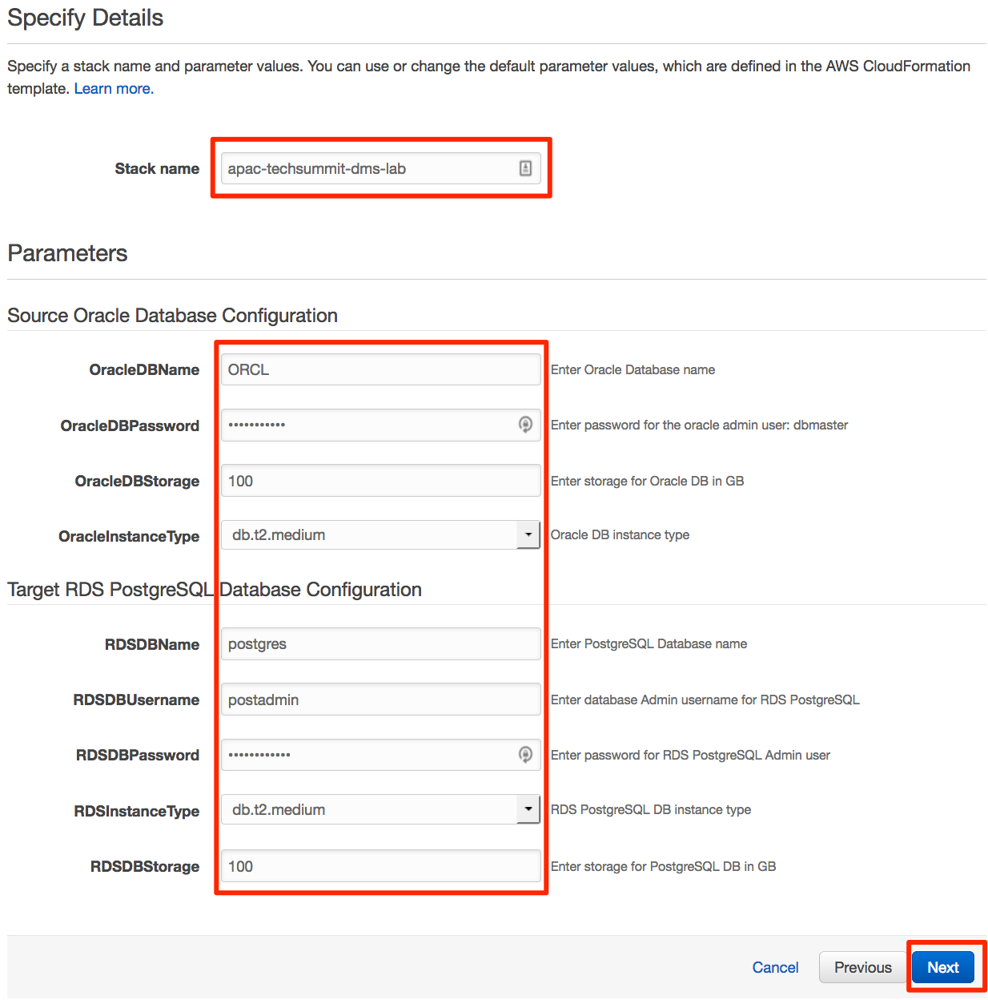 Specify Details
Specify a stack name and parameter values. You can use or change the default parameter values, which are defined in the AWS CloudFormation
template. Learn more.
Stack name apac-techsummit-dms-lab
Parameters
Source Oracle Database Configuration
OracleDBName ORCL Enter Oracle Database name
OracleDBPassword ••••••••••• Enter password for the oracle admin user: dbmaster
OracleDBStorage 100 Enter storage for Oracle DB in GB
OracleInstanceType db.t2.medium Oracle DB instance type
Target RDS PostgreSQL Database Configuration
RDSDBName postgres Enter PostgreSQL Database name
RDSDBUsername postadmin Enter database Admin username for RDS PostgreSQL
RDSDBPassword •••••••••••• Enter password for RDS PostgreSQL Admin user
RDSInstanceType db.t2.medium RDS PostgreSQL DB instance type
RDSDBStorage 100 Enter storage for PostgreSQL DB in GB
Cancel Previous Next